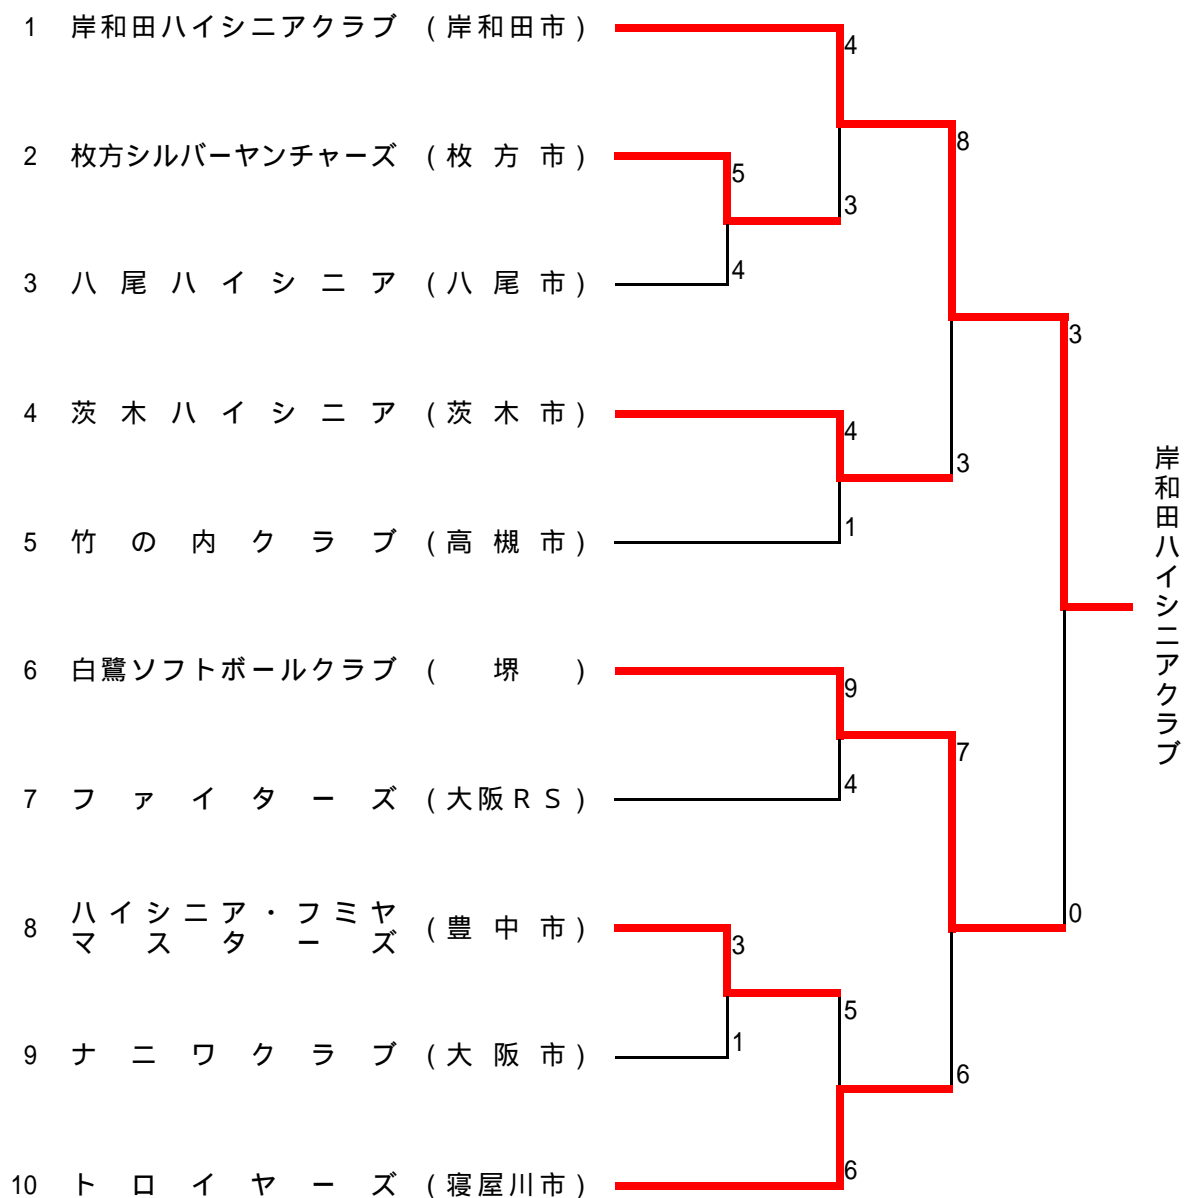 1 岸和田ハイシニアクラブ (岸和田市)
4
8
2 枚方シルバーヤンチャーズ (枚方市)
5
3
3 八尾ハイシニア (八尾市)
4
3
4 茨木ハイシニア (茨木市)
4
3
5 竹の内クラブ (高槻市)
1
岸和田ハイシニアクラブ
6 白鷺ソフトボールクラブ (堺)
9
7
7 ファイターズ (大阪RS)
4
8 ハイシニア・フミヤ
マスターズ (豊中市)
0
3
5
9 ナニワクラブ (大阪市)
1
6
10 トロイヤーズ (寝屋川市)
6